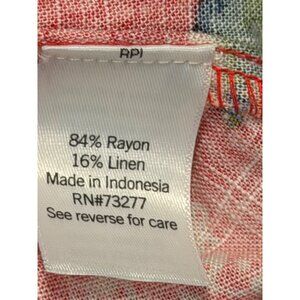 RPI
84% Rayon
16% Linen
Made in Indonesia
RN#73277
See reverse for care